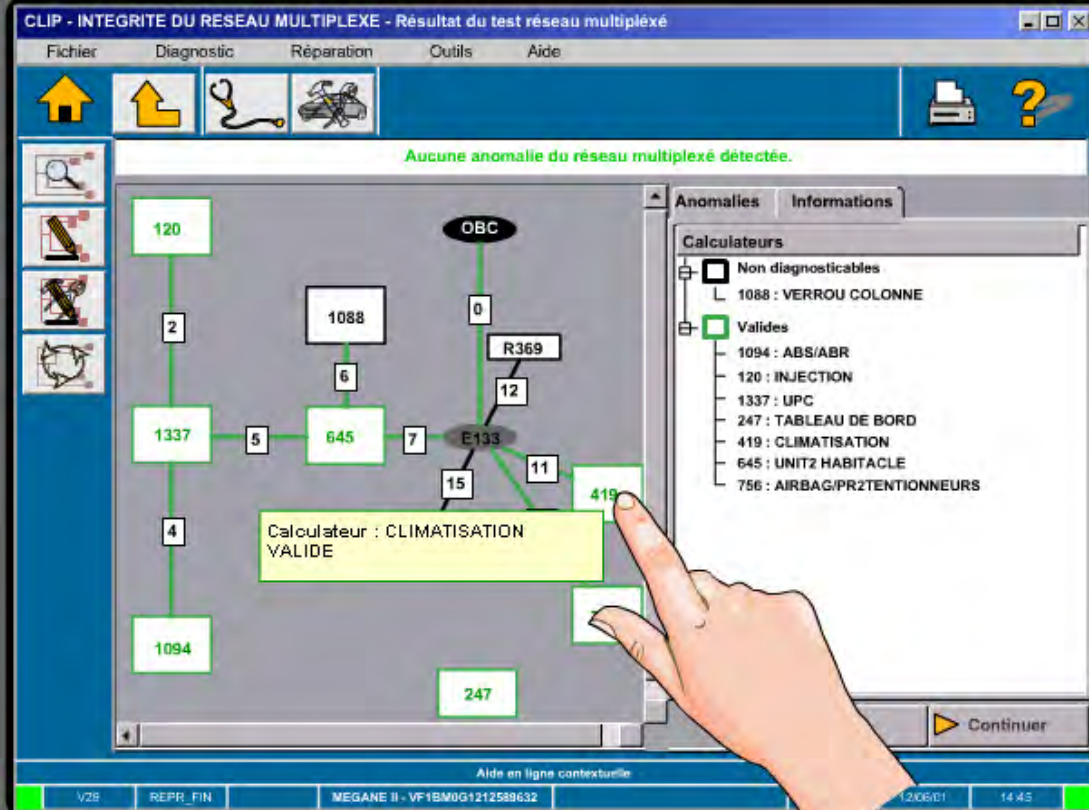 CLIP - INTEGRITE DU RESEAU MULTIPLEXE - Résultat du test réseau multipléxé
Fichier Diagnostic Réparation Outils Aide
Aucune anomalie du réseau multiplexé détectée.
120
OBC
1088
0
2
R369
6
12
1337
5
645
7
E133
11
15
419
Calculateur : CLIMATISATION
VALIDE
4
1094
247
Anomalies Informations
Calculateurs
Non diagnosticables
1088 : VERROU COLONNE
Valides
1094 : ABS/ABR
120 : INJECTION
1337 : UPC
247 : TABLEAU DE BORD
419 : CLIMATISATION
645 : UNIT2 HABITACLE
756 : AIRBAG/PR2TENTIONNEURS
Continuer
Aide en ligne contextuelle
V29 REPR_FIN MEGANE II - VF1BM0G1212589632 12/06/01 14:45